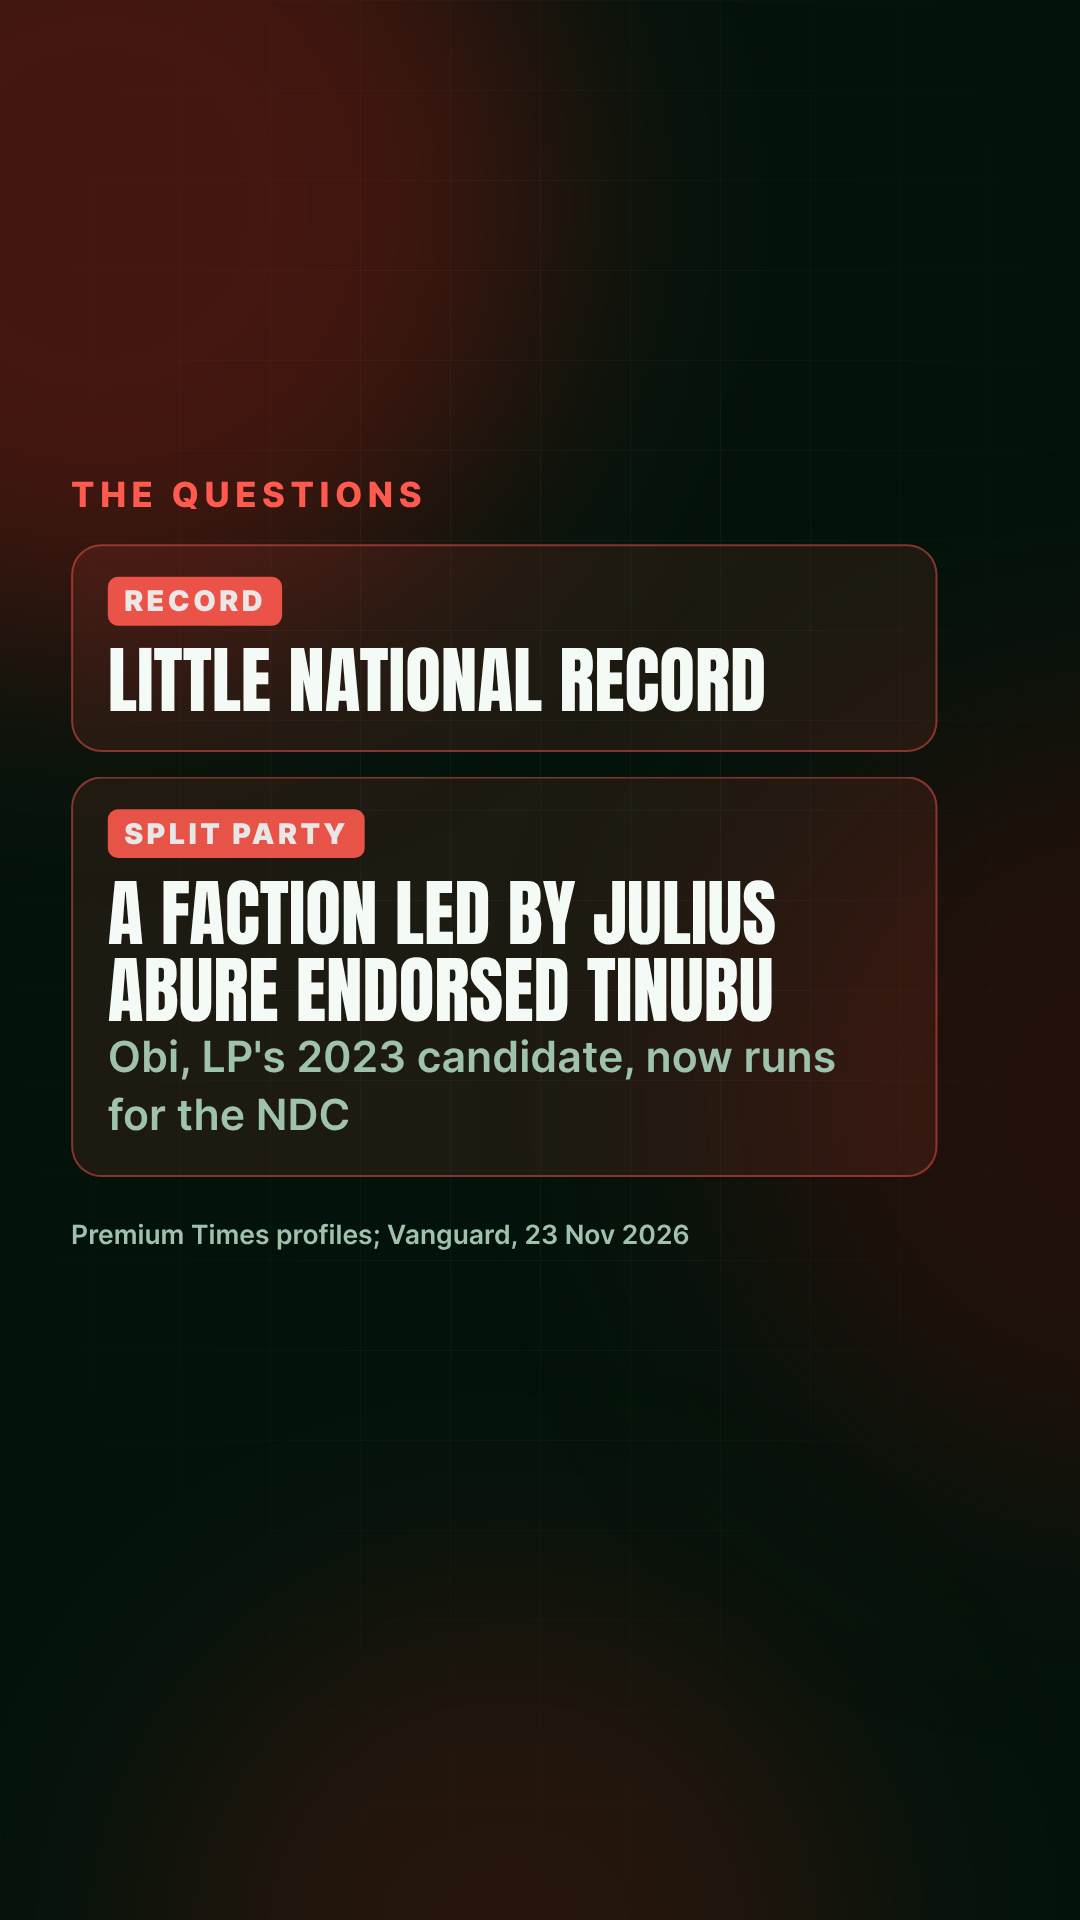 THE QUESTIONS
RECORD
LITTLE NATIONAL RECORD
SPLIT PARTY
A FACTION LED BY JULIUS
ABURE ENDORSED TINUBU
Obi, LP's 2023 candidate, now runs
for the NDC
Premium Times profiles; Vanguard, 23 Nov 2026